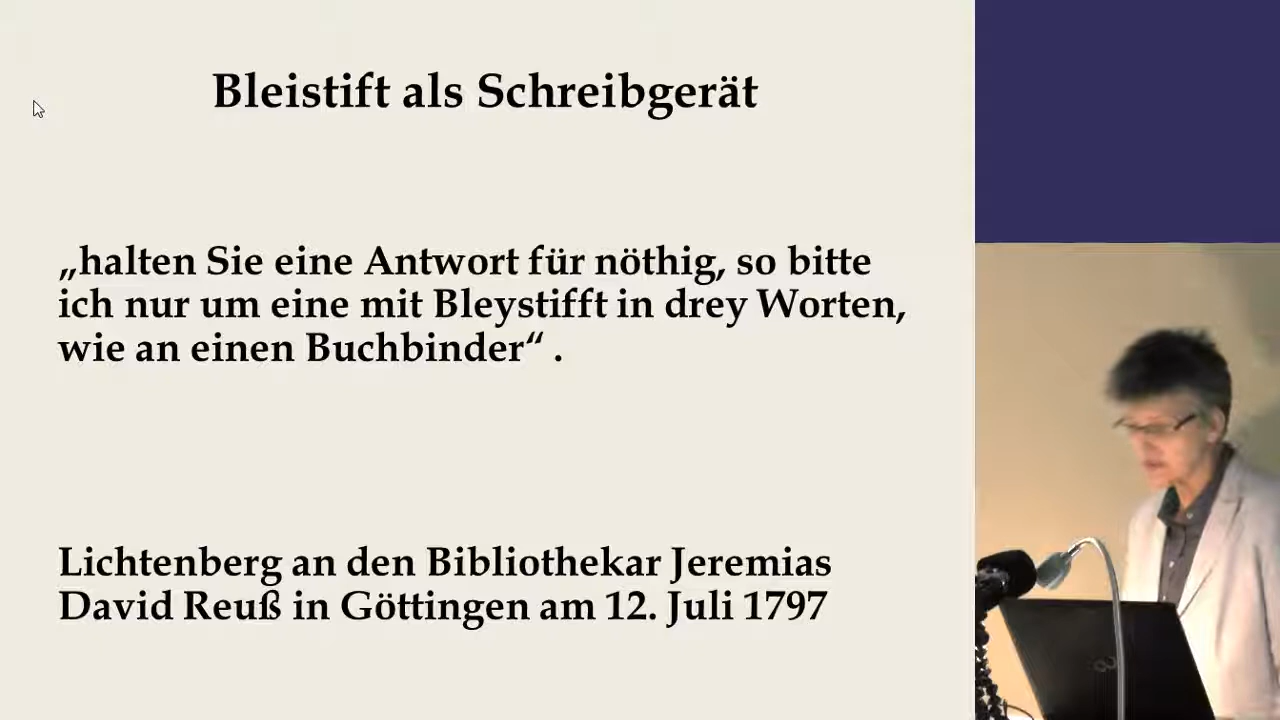 Bleistift als Schreibgerät
„halten Sie eine Antwort für nöthig, so bitte
ich nur um eine mit Bleystifft in drey Worten,
wie an einen Buchbinder“ .
Lichtenberg an den Bibliothekar Jeremias
David Reuß in Göttingen am 12. Juli 1797